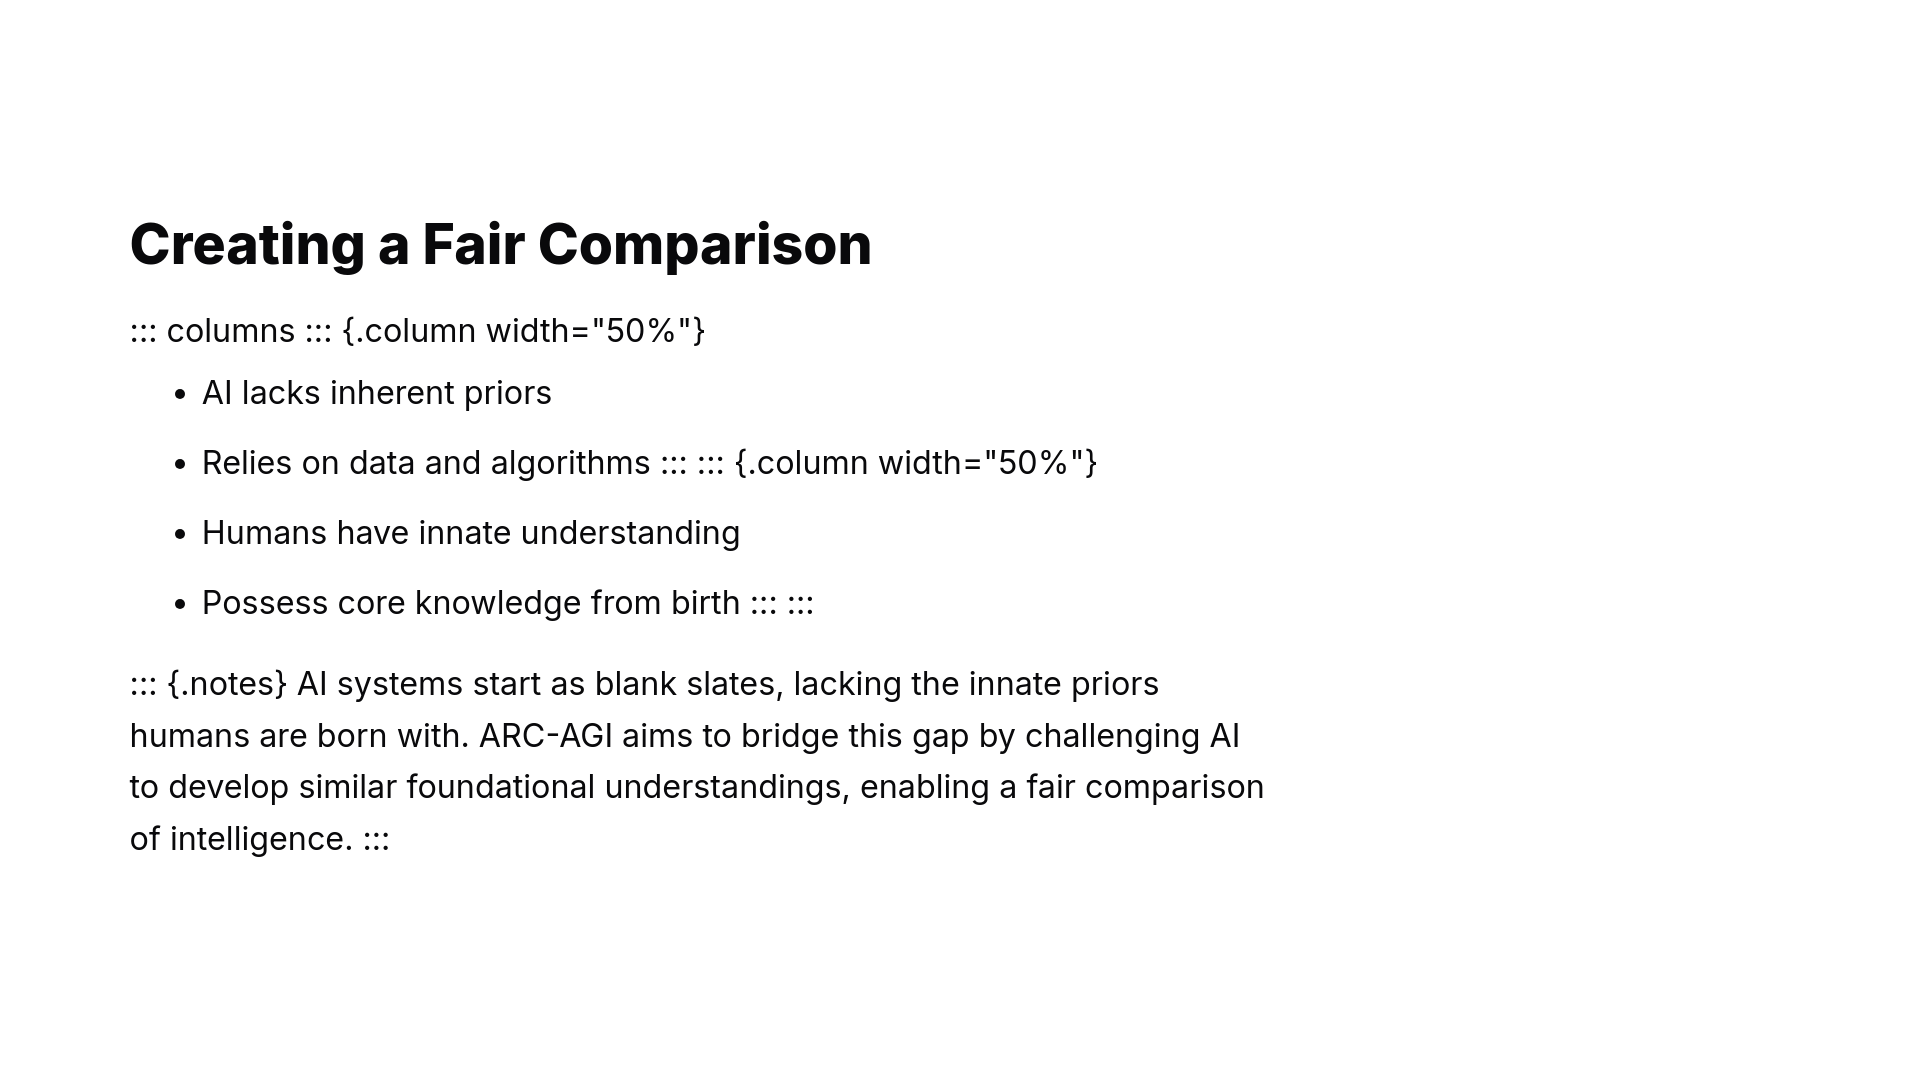 Creating a Fair Comparison
::: columns ::: {.column width="50%"}
• AI lacks inherent priors
• Relies on data and algorithms ::: ::: {.column width="50%"}
• Humans have innate understanding
• Possess core knowledge from birth ::: :::
::: {.notes} AI systems start as blank slates, lacking the innate priors
humans are born with. ARC-AGI aims to bridge this gap by challenging AI
to develop similar foundational understandings, enabling a fair comparison
of intelligence. :::